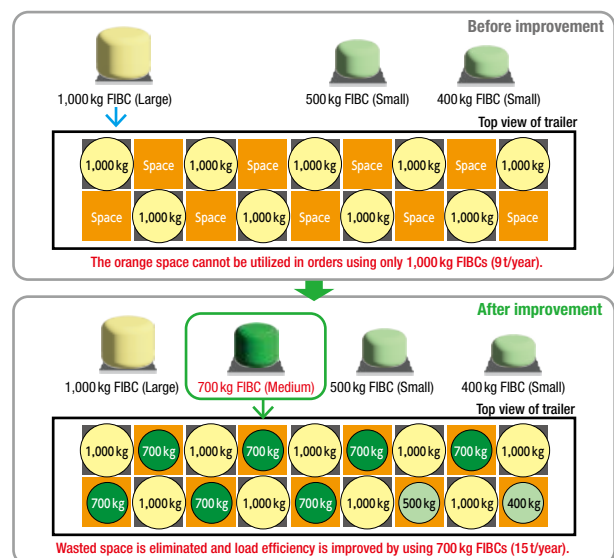 Before improvement
1,000 kg FIBC (Large)
500 kg FIBC (Small)
400 kg FIBC (Small)
Top view of trailer
1,000 kg Space 1,000 kg Space 1,000 kg Space 1,000 kg Space 1,000 kg
Space 1,000 kg Space 1,000 kg Space 1,000 kg Space 1,000 kg Space
The orange space cannot be utilized in orders using only 1,000 kg FIBCs (9 t/year).
After improvement
1,000 kg FIBC (Large)
700 kg FIBC (Medium)
500 kg FIBC (Small)
400 kg FIBC (Small)
Top view of trailer
1,000 kg 700 kg 1,000 kg 700 kg 1,000 kg 700 kg 1,000 kg 700 kg 1,000 kg
700 kg 1,000 kg 700 kg 1,000 kg 700 kg 1,000 kg 500 kg 1,000 kg 400 kg
Wasted space is eliminated and load efficiency is improved by using 700 kg FIBCs (15 t/year).